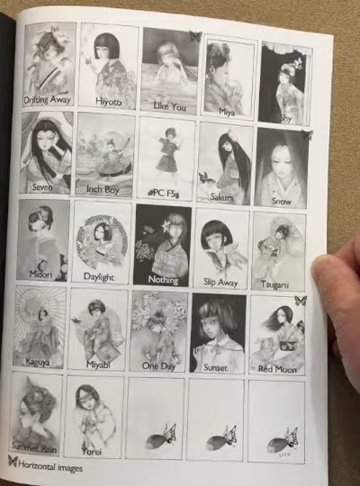 Drifting Away
Hiyoto
Like You
Miya
Shy
Seven
Inch Boy
#PC F5
Sakura
Snow
Midori
Daylight
Nothing
Slip Away
Tsugaru
Kaguya
Miyabi
One Day
Sunset
Red Moon
Summer Rain
Yurei
Horizontal images